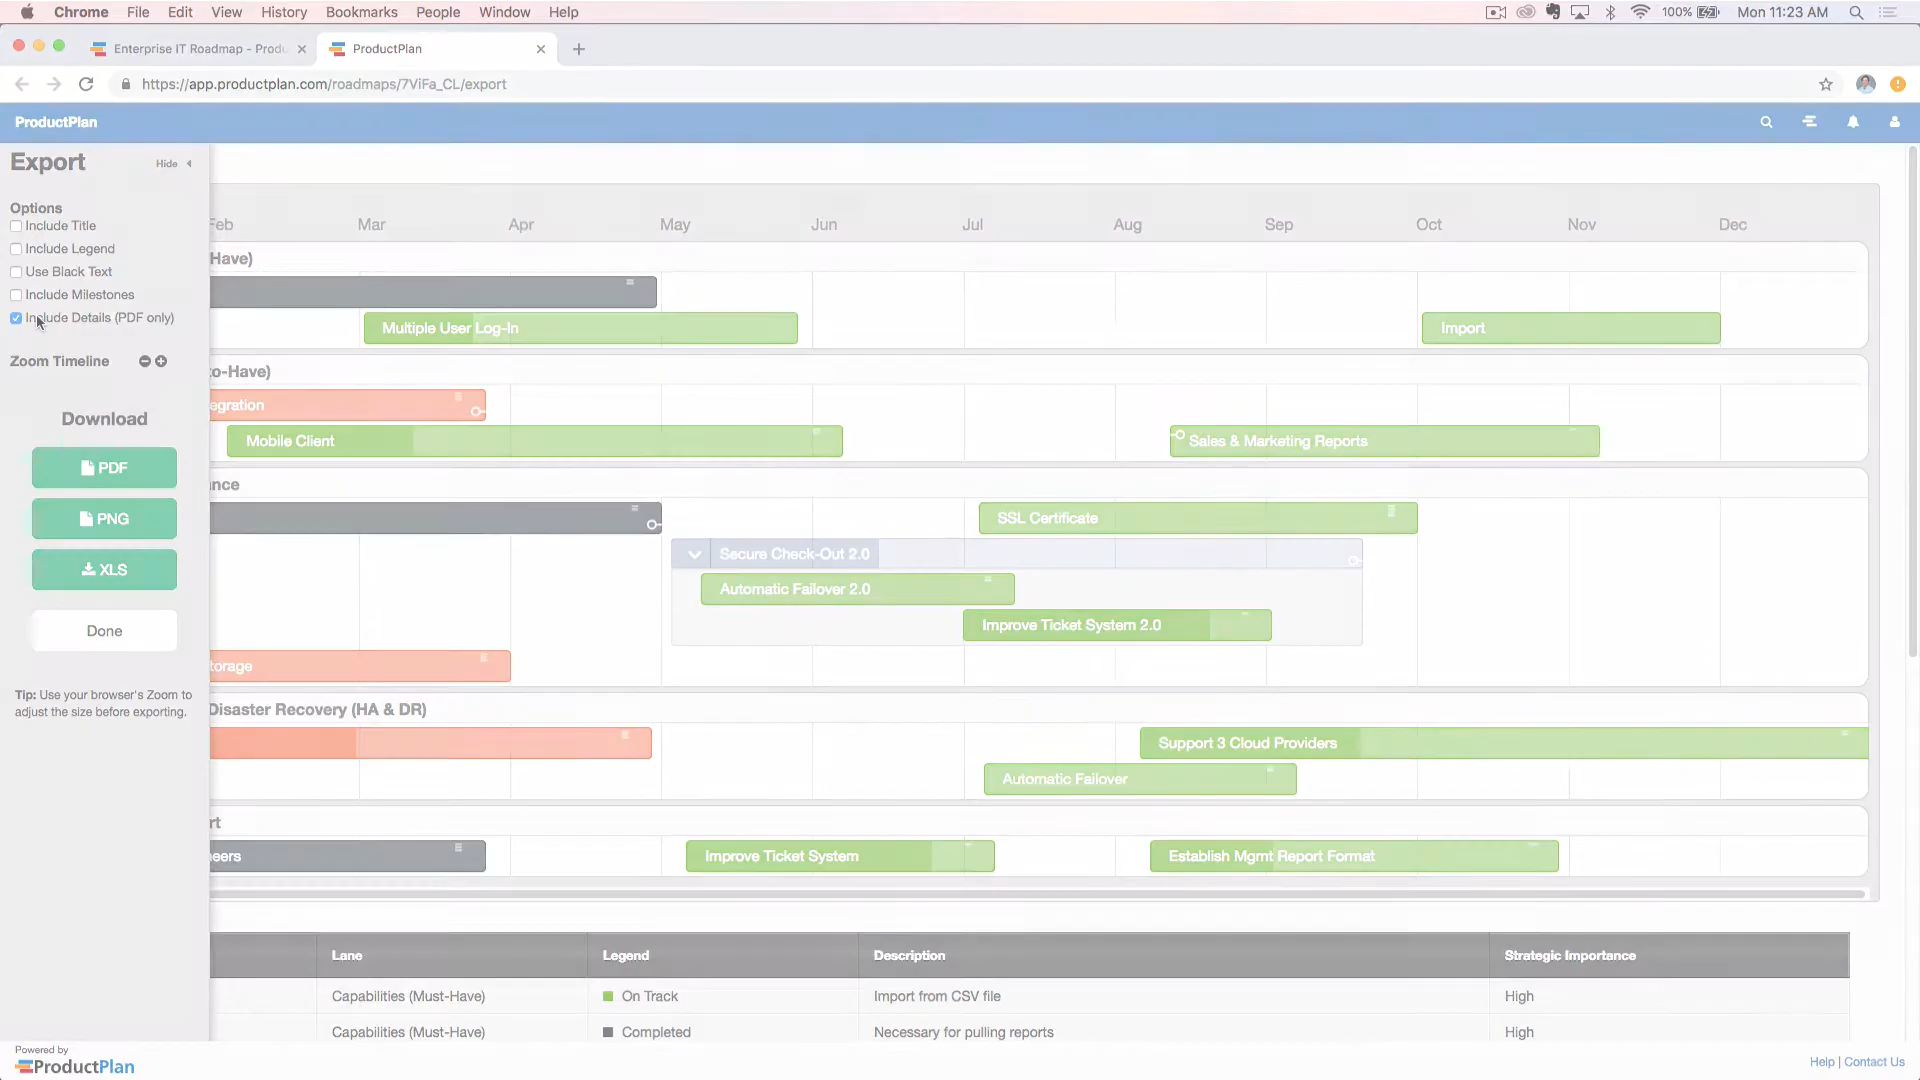 Chrome File Edit View History Bookmarks People Window Help 100% Mon 11:23 AM
Enterprise IT Roadmap - Produ ProductPlan
https://app.productplan.com/roadmaps/7ViFa_CL/export
ProductPlan
Export Hide
Options
Include Title
Include Legend
Use Black Text
Include Milestones
Include Details (PDF only)
Zoom Timeline
Download
PDF
PNG
XLS
Done
Tip: Use your browser's Zoom to
adjust the size before exporting.
Feb Mar Apr May Jun Jul Aug Sep Oct Nov Dec
Have)
Multiple User Log-In Import
to-Have)
egration
Mobile Client Sales & Marketing Reports
nce
SSL Certificate
Secure Check-Out 2.0
Automatic Failover 2.0
Improve Ticket System 2.0
torage
Disaster Recovery (HA & DR)
Support 3 Cloud Providers
Automatic Failover
rt
neers Improve Ticket System Establish Mgmt Report Format
Lane Legend Description Strategic Importance
Capabilities (Must-Have) On Track Import from CSV file High
Capabilities (Must-Have) Completed Necessary for pulling reports High
Powered by
ProductPlan
Help | Contact Us